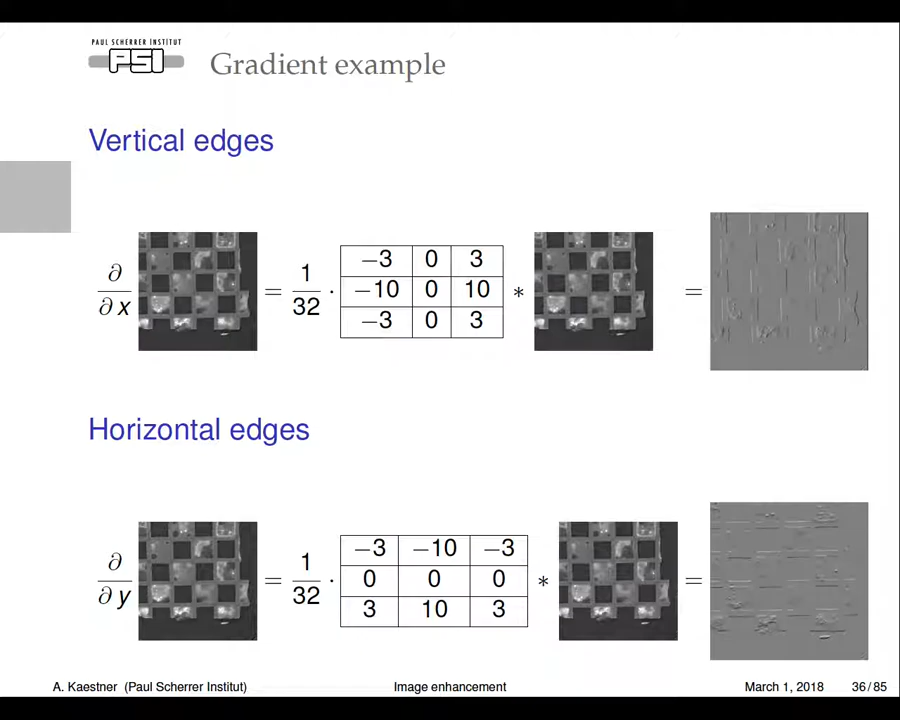 PAUL SCHERRER INSTITUT
PSI
Gradient example
Vertical edges
∂/∂x = 1/32 · * =
−3 0 3
−10 0 10
−3 0 3
Horizontal edges
∂/∂y = 1/32 · * =
−3 −10 −3
0 0 0
3 10 3
A. Kaestner (Paul Scherrer Institut) Image enhancement March 1, 2018 36/85